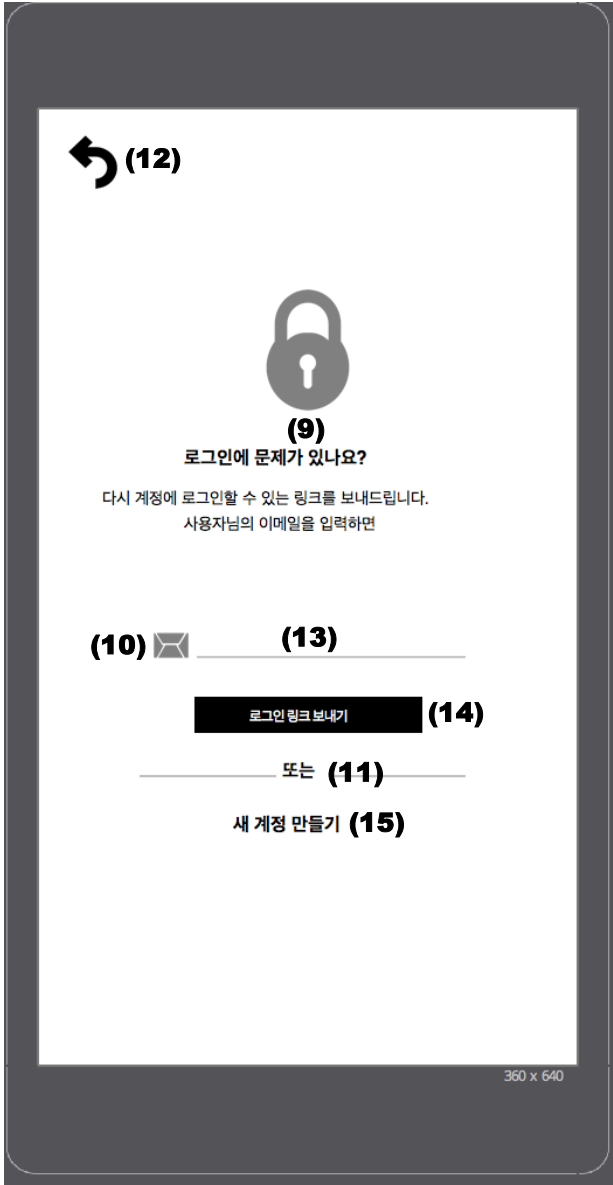 (12)
(9)
로그인에 문제가 있나요?
다시 계정에 로그인할 수 있는 링크를 보내드립니다.
사용자님의 이메일을 입력하면
(10)
(13)
로그인 링크 보내기 (14)
또는 (11)
새 계정 만들기 (15)
360 x 640